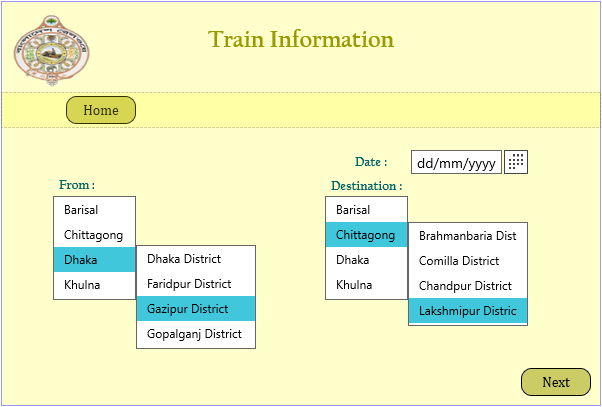 Train Information
Home
Date :
dd/mm/yyyy
From :
Barisal
Chittagong
Dhaka
Khulna
Dhaka District
Faridpur District
Gazipur District
Gopalganj District
Destination :
Barisal
Chittagong
Dhaka
Khulna
Brahmanbaria Dist
Comilla District
Chandpur District
Lakshmipur Distric
Next